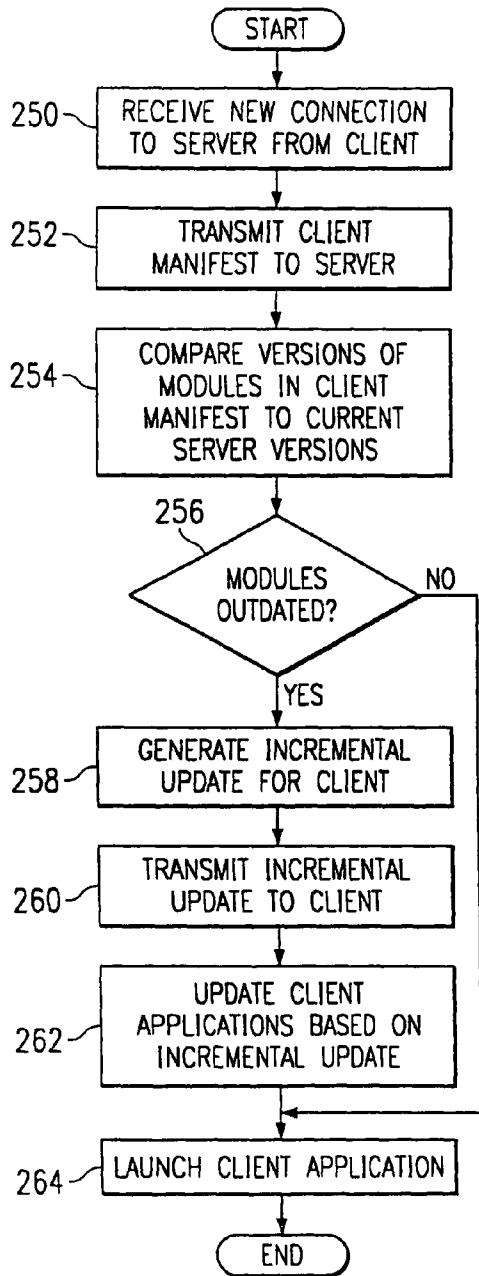 START
250
RECEIVE NEW CONNECTION
TO SERVER FROM CLIENT
252
TRANSMIT CLIENT
MANIFEST TO SERVER
254
COMPARE VERSIONS OF
MODULES IN CLIENT
MANIFEST TO CURRENT
SERVER VERSIONS
256
MODULES
OUTDATED?
NO
YES
258
GENERATE INCREMENTAL
UPDATE FOR CLIENT
260
TRANSMIT INCREMENTAL
UPDATE TO CLIENT
262
UPDATE CLIENT
APPLICATIONS BASED ON
INCREMENTAL UPDATE
264
LAUNCH CLIENT APPLICATION
END